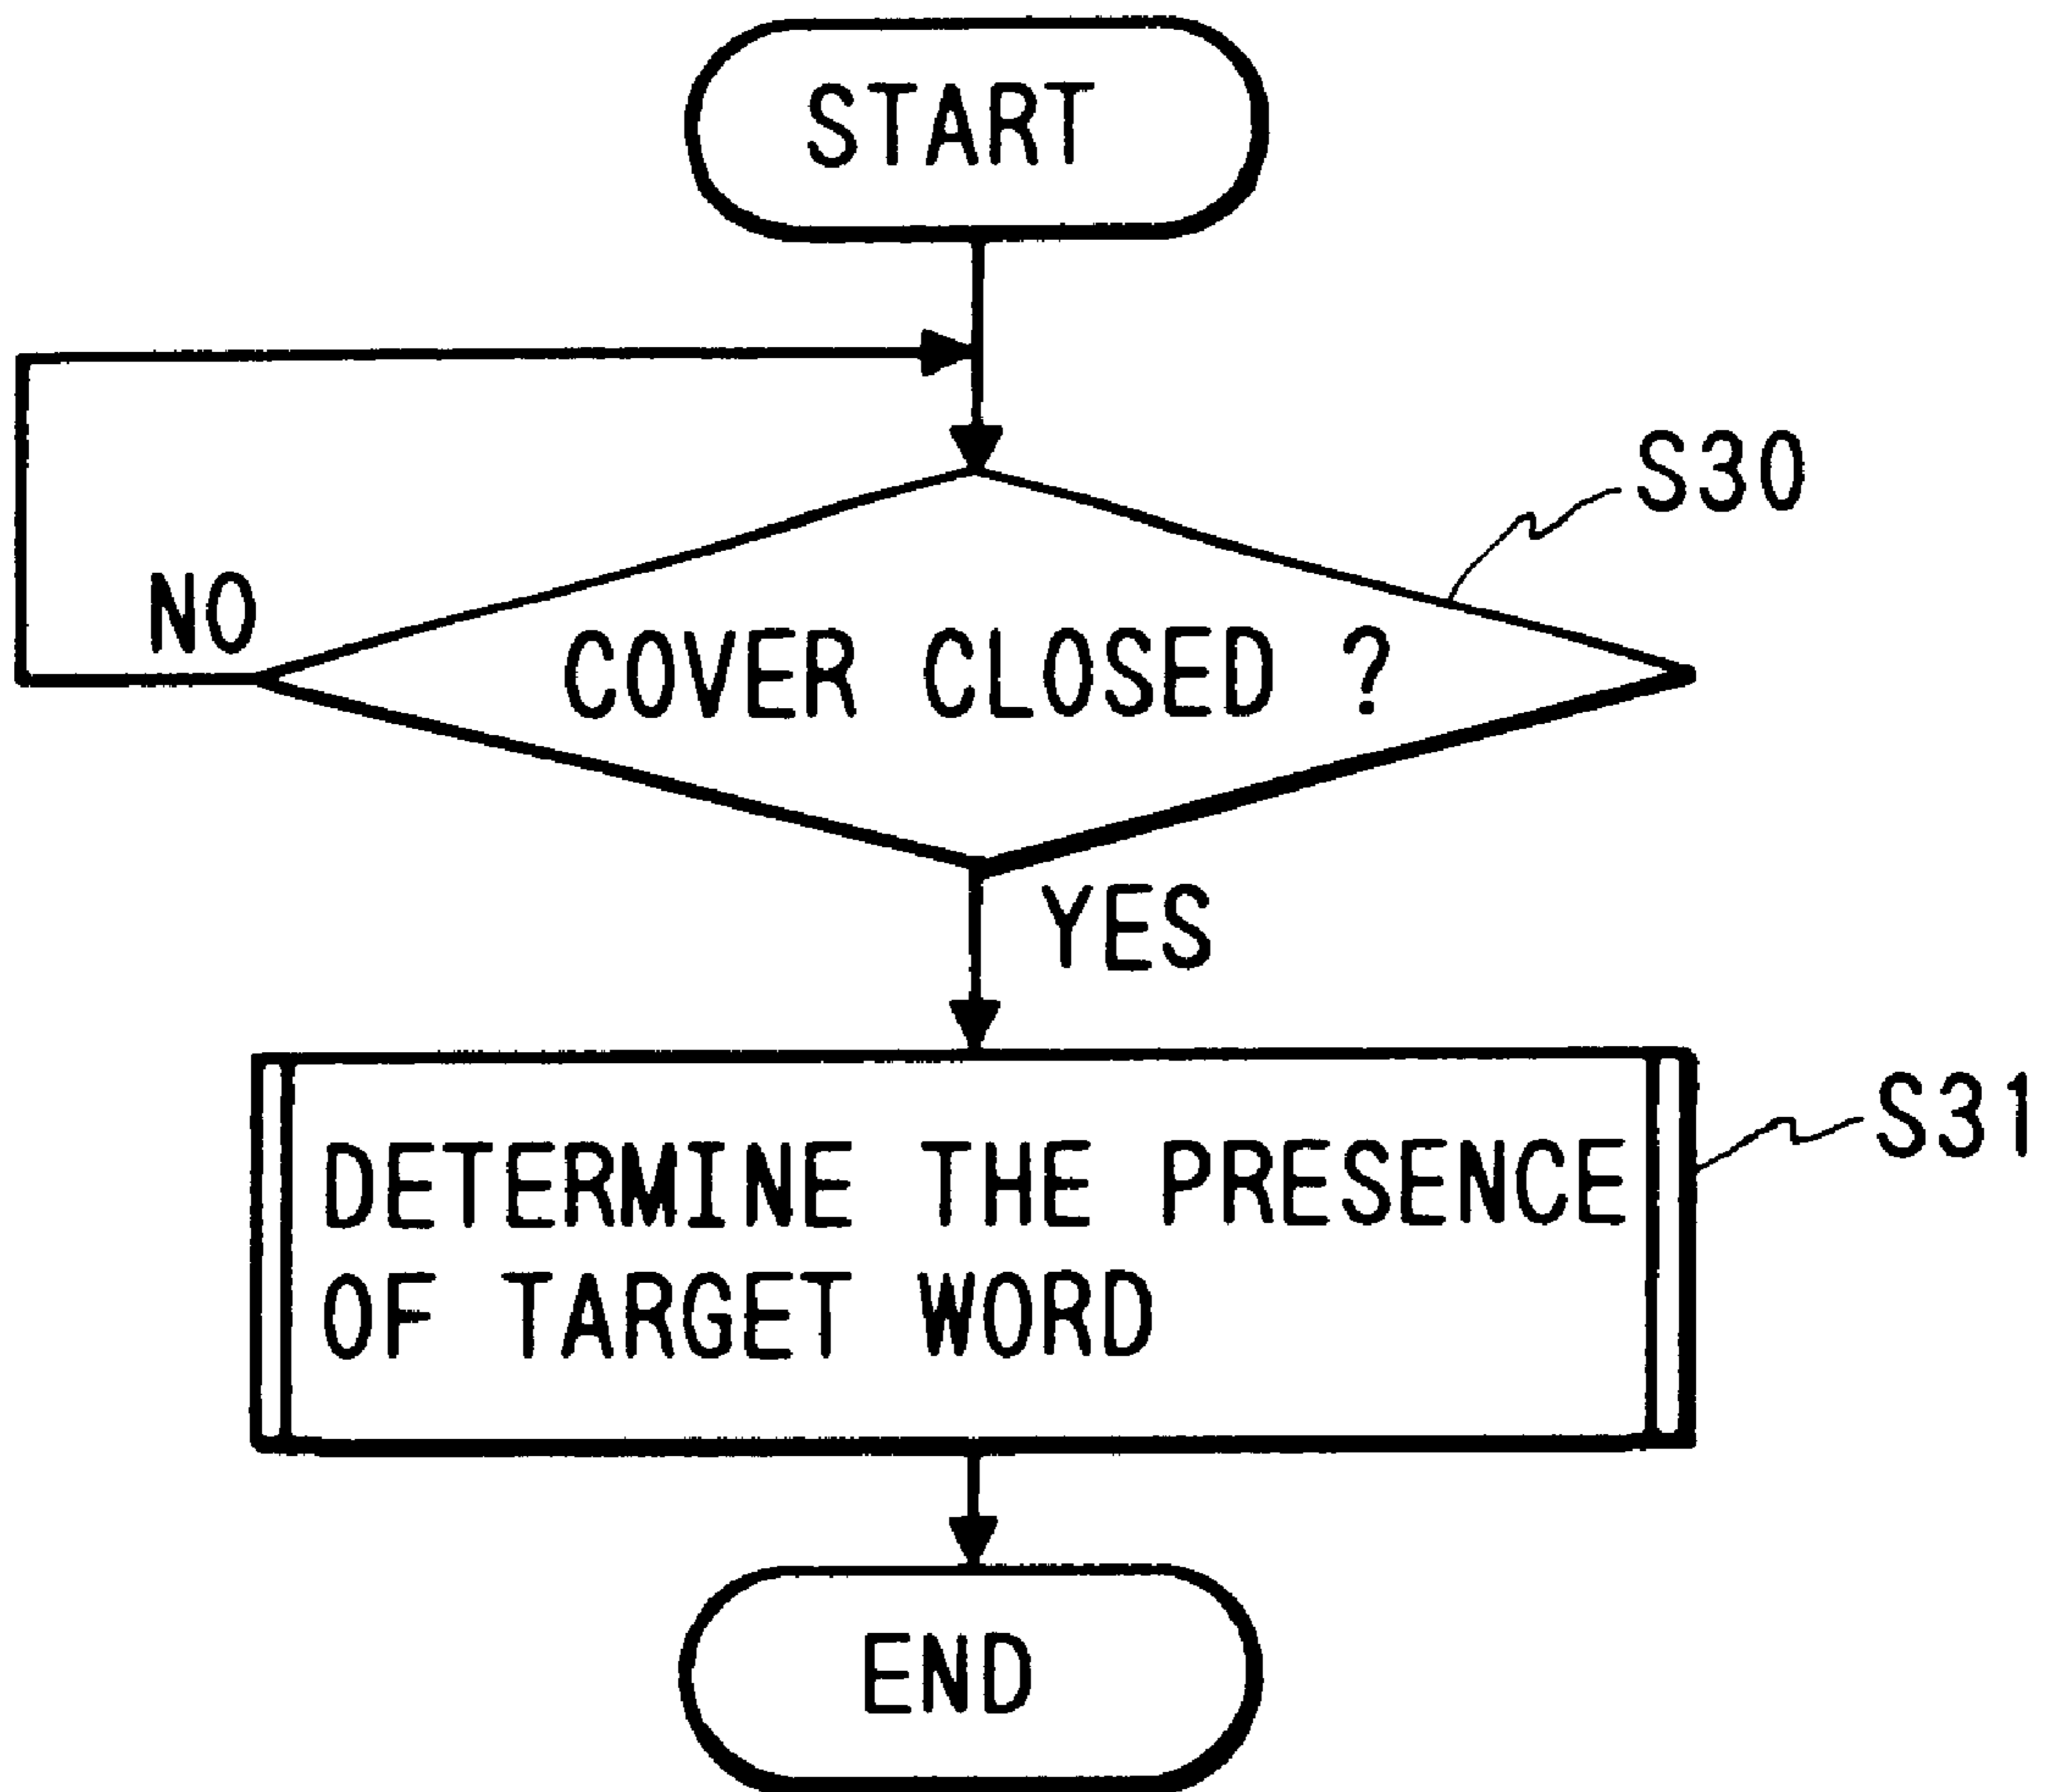 START
S30
NO
COVER CLOSED ?
YES
S31
DETERMINE THE PRESENCE
OF TARGET WORD
END